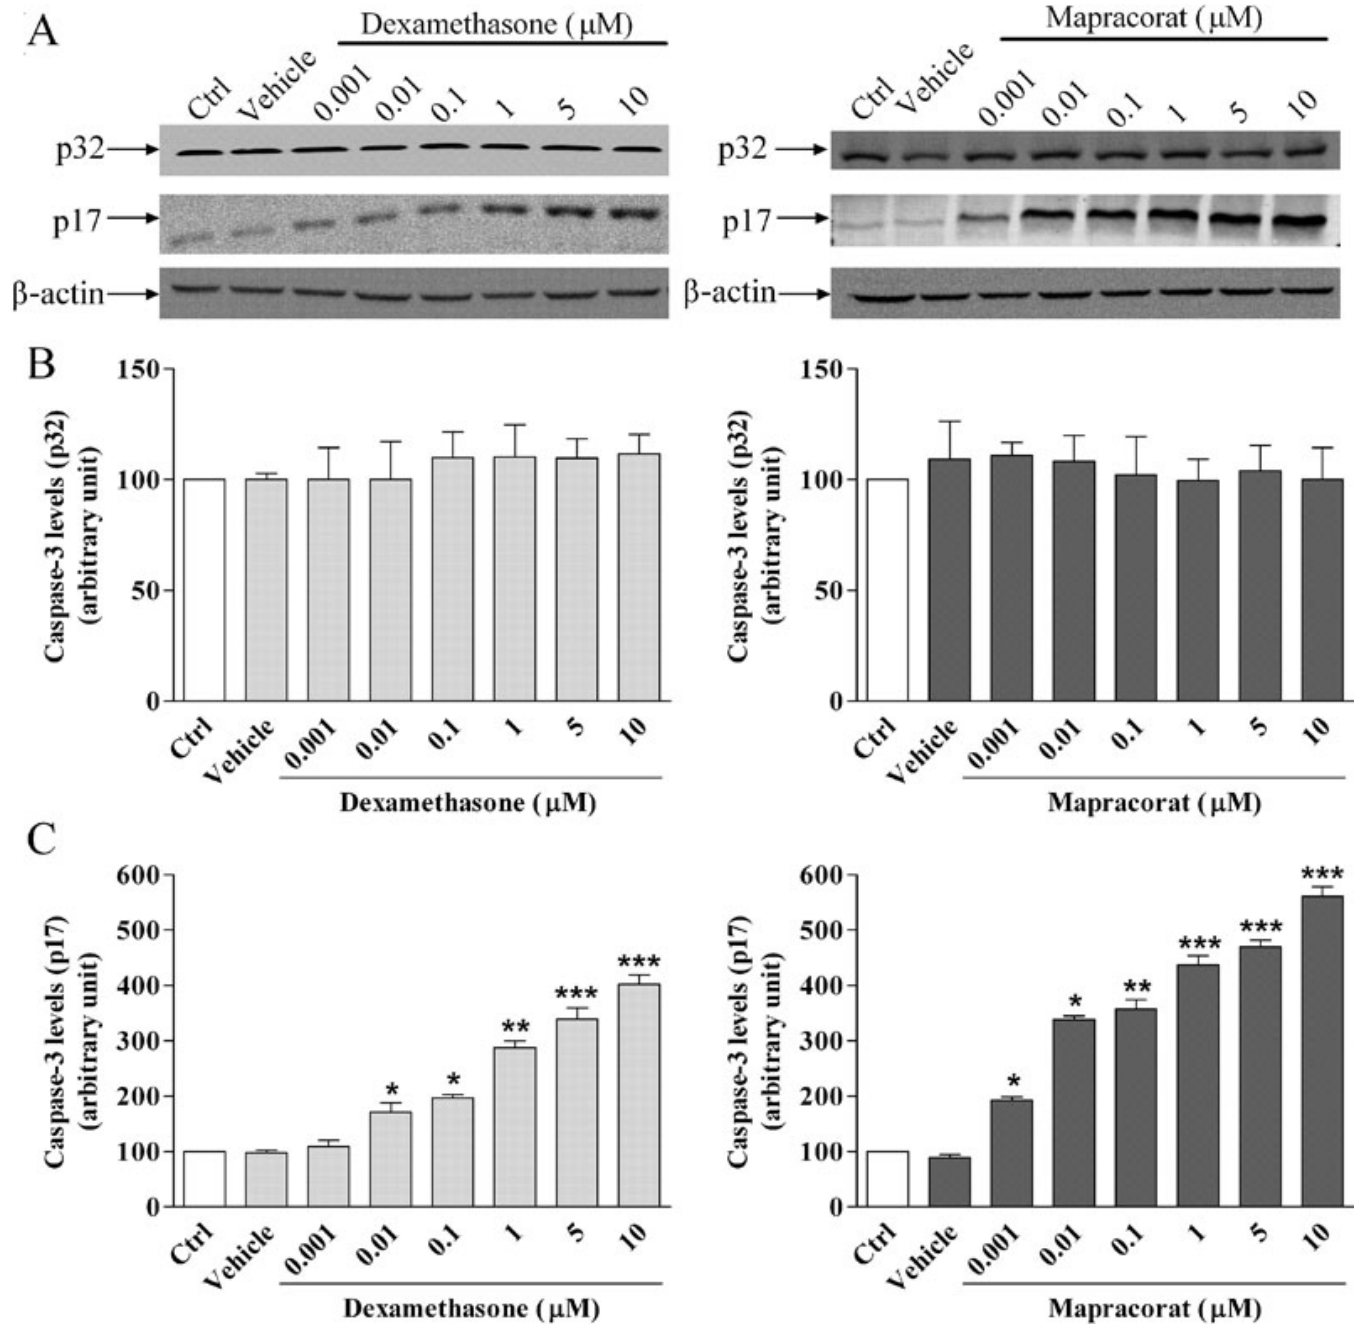 A
Dexamethasone (μM)
Ctrl Vehicle 0.001 0.01 0.1 1 5 10
p32
p17
β-actin
Mapracorat (μM)
Ctrl Vehicle 0.001 0.01 0.1 1 5 10
p32
p17
β-actin
B
Caspase-3 levels (p32)
(arbitrary unit)
150
100
50
0
Ctrl Vehicle 0.001 0.01 0.1 1 5 10
Dexamethasone (μM)
Caspase-3 levels (p32)
(arbitrary unit)
150
100
50
0
Ctrl Vehicle 0.001 0.01 0.1 1 5 10
Mapracorat (μM)
C
Caspase-3 levels (p17)
(arbitrary unit)
600
500
400
300
200
100
0
* * ** *** ***
Ctrl Vehicle 0.001 0.01 0.1 1 5 10
Dexamethasone (μM)
Caspase-3 levels (p17)
(arbitrary unit)
600
500
400
300
200
100
0
* * ** *** *** ***
Ctrl Vehicle 0.001 0.01 0.1 1 5 10
Mapracorat (μM)